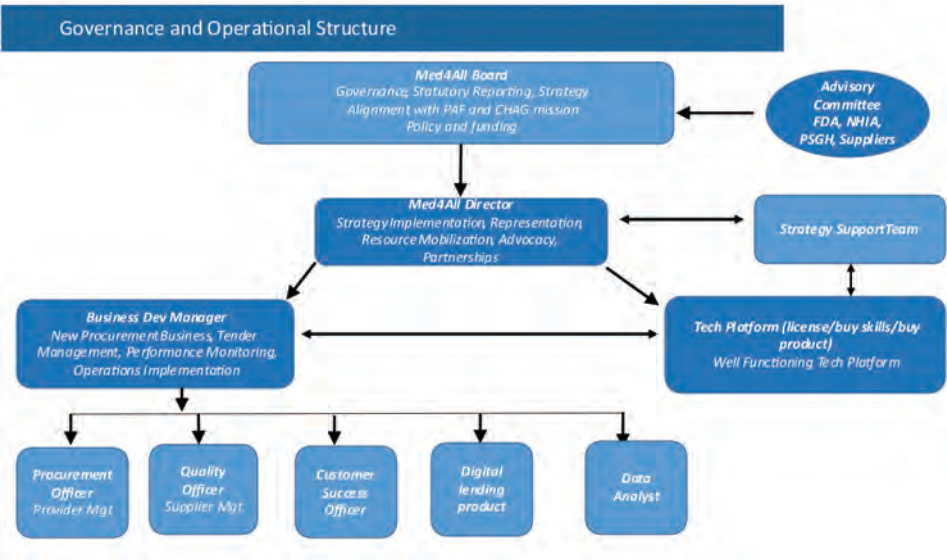 Governance and Operational Structure
Med4All Board
Governance, Statutory Reporting, Strategy
Alignment with PAF and CHAG mission
Policy and funding
Advisory
Committee
FDA, NHIA,
PSGH, Suppliers
Med4All Director
Strategy Implementation, Representation,
Resource Mobilization, Advocacy,
Partnerships
Strategy Support Team
Business Dev Manager
New Procurement Business, Tender
Management, Performance Monitoring,
Operations Implementation
Tech Platform (license/buy skills/buy
product)
Well Functioning Tech Platform
Procurement
Officer
Provider Mgt
Quality
Officer
Supplier Mgt
Customer
Success
Officer
Digital
lending
product
Data
Analyst